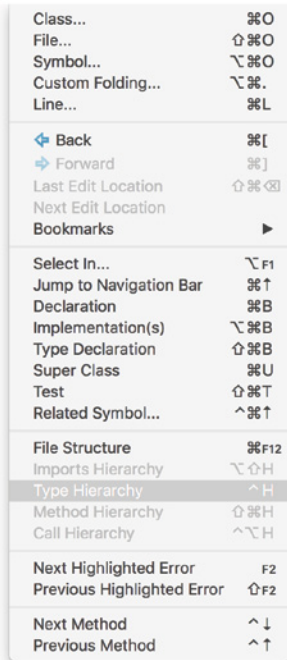 Class... ⌘O
File... ⇧⌘O
Symbol... ⌥⌘O
Custom Folding... ⌥⌘.
Line... ⌘L
Back ⌘[
Forward ⌘]
Last Edit Location ⇧⌘⌫
Next Edit Location
Bookmarks ▶
Select In... ⌥F1
Jump to Navigation Bar ⌘↑
Declaration ⌘B
Implementation(s) ⌥⌘B
Type Declaration ⇧⌘B
Super Class ⌘U
Test ⇧⌘T
Related Symbol... ^⌘↑
File Structure ⌘F12
Imports Hierarchy ⌥⇧H
Type Hierarchy ^H
Method Hierarchy ⇧⌘H
Call Hierarchy ^⌥H
Next Highlighted Error F2
Previous Highlighted Error ⇧F2
Next Method ^↓
Previous Method ^↑